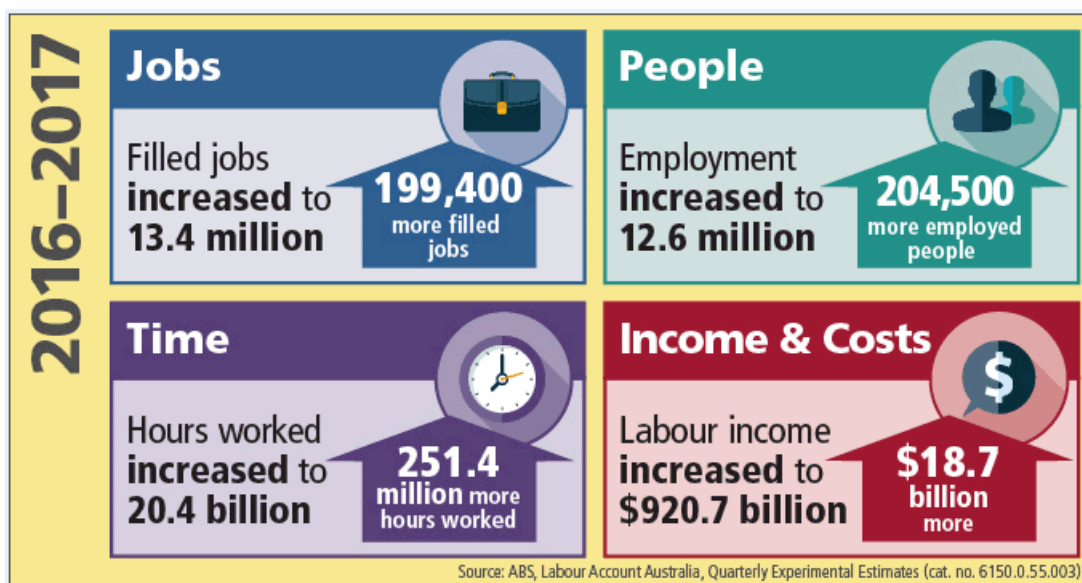 2016–2017
Jobs
Filled jobs
increased to
13.4 million
199,400
more filled
jobs
People
Employment
increased to
12.6 million
204,500
more employed
people
Time
Hours worked
increased to
20.4 billion
251.4
million more
hours worked
Income & Costs
Labour income
increased to
$920.7 billion
$
$18.7
billion
more
Source: ABS, Labour Account Australia, Quarterly Experimental Estimates (cat. no. 6150.0.55.003)